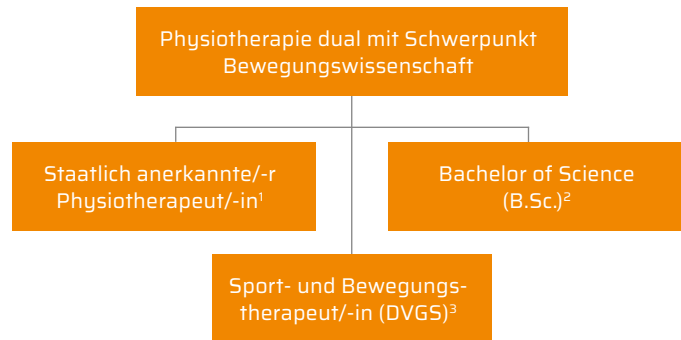 Physiotherapie dual mit Schwerpunkt
Bewegungswissenschaft
Staatlich anerkannte/-r
Physiotherapeut/-in¹
Bachelor of Science
(B.Sc.)²
Sport- und Bewegungs-
therapeut/-in (DVGS)³